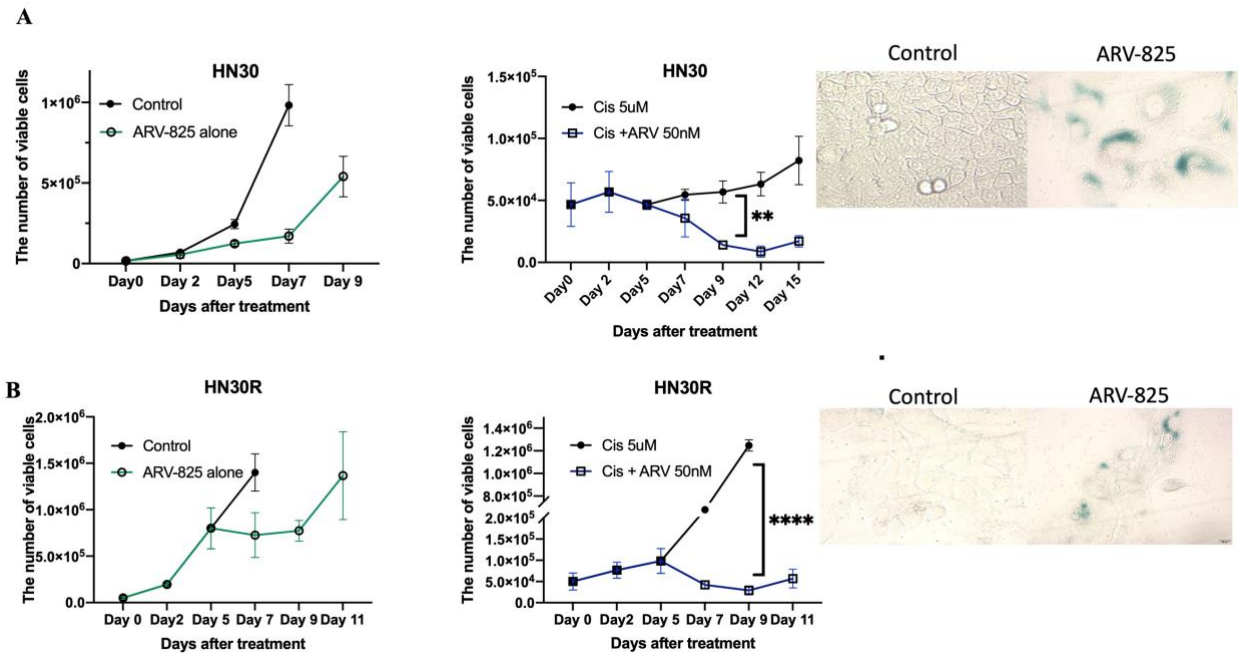 A
HN30
The number of viable cells
1×10⁶
5×10⁵
0
Control
ARV-825 alone
Day0 Day 2 Day5 Day7 Day 9
Days after treatment
HN30
The number of viable cells
1.5×10⁵
1.0×10⁵
5.0×10⁴
0.0
Cis 5uM
Cis +ARV 50nM
**
Day0 Day 2 Day5 Day7 Day 9 Day 12 Day 15
Days after treatment
Control
ARV-825
B
HN30R
The number of viable cells
2.0×10⁶
1.5×10⁶
1.0×10⁶
5.0×10⁵
0.0
Control
ARV-825 alone
Day 0 Day2 Day 5 Day 7 Day 9 Day 11
Days after treatment
HN30R
The number of viable cells
1.4×10⁶
1.2×10⁶
1.0×10⁶
8.0×10⁵
2.0×10⁵
1.5×10⁵
1.0×10⁵
5.0×10⁴
0.0
Cis 5uM
Cis + ARV 50nM
****
Day 0 Day2 Day 5 Day 7 Day 9 Day 11
Days after treatment
Control
ARV-825